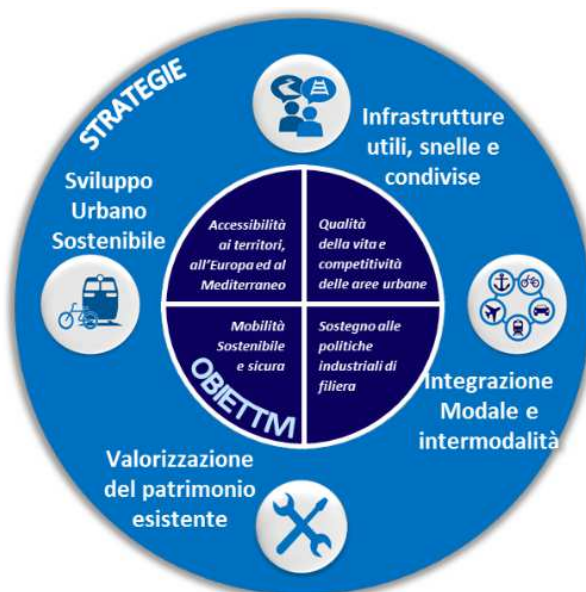 STRATEGIE
Infrastrutture
utili, snelle e
condivise
Sviluppo
Urbano
Sostenibile
Accessibilità
ai territori,
all'Europa ed al
Mediterraneo
Qualità
della vita e
competitività
delle aree urbane
Mobilità
Sostenibile
e sicura
Sostegno alle
politiche
industriali di
filiera
OBIETTM
Integrazione
Modale e
intermodalità
Valorizzazione
del patrimonio
esistente